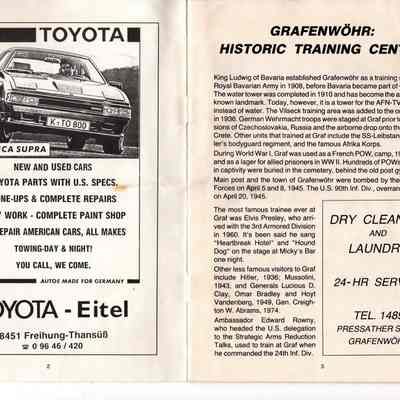 TOYOTA
K·TO 800
CA SUPRA
NEW AND USED CARS
OYOTA PARTS WITH U.S. SPECS,
NE-UPS & COMPLETE REPAIRS
Y WORK - COMPLETE PAINT SHOP
EPAIR AMERICAN CARS, ALL MAKES
TOWING-DAY & NIGHT!
YOU CALL, WE COME.
AUTOS MADE FOR GERMANY
OYOTA - Eitel
8451 Freihung-Thansüß
✆ 0 96 46 / 420
2
GRAFENWÖHR:
HISTORIC TRAINING CENT
King Ludwig of Bavaria established Grafenwöhr as a training s
Royal Bavarian Army in 1908, before Bavaria became part of
The water tower was completed in 1910 and has become the a
known landmark. Today, however, it is a tower for the AFN-TV
instead of water. The Vilseck training area was added to the or
in 1936. German Wehrmacht troops were staged at Graf prior t
sions of Czechoslovakia, Russia and the airborne drop onto the
Crete. Other units that trained at Graf include the SS-Leibstan
ler's bodyguard regiment, and the famous Afrika Korps.
During World War I, Graf was used as a French POW, camp, 19
and as a lager for allied prisoners in WW II. Hundreds of POWs
in captivity were buried in the cemetery, behind the old post gy
Main post and the town of Grafenwöhr were bombed by the
Forces on April 5 and 8, 1945. The U.S. 90th Inf. Div., overran
on April 20, 1945.
The most famous trainee ever at
Graf was Elvis Presley, who arri-
ved with the 3rd Armored Division
in 1960. It's been said he sang
"Heartbreak Hotel" and "Hound
Dog" on the stage at Micky's Bar
one night.
Other less famous visitors to Graf
include Hitler, 1936; Mussolini,
1943, and Generals Lucious D.
Clay, Omar Bradley and Hoyt
Vandenberg, 1949, Gen. Creigh-
ton W. Abrams, 1974.
Ambassador Edward Rowny,
who headed the U.S. delegation
to the Strategic Arms Reduction
Talks, used to train at Graf when
he commanded the 24th Inf. Div.
DRY CLEAN
AND
LAUNDR
24-HR SERV
TEL. 1489
PRESSATHER S
GRAFENWÖHR
3